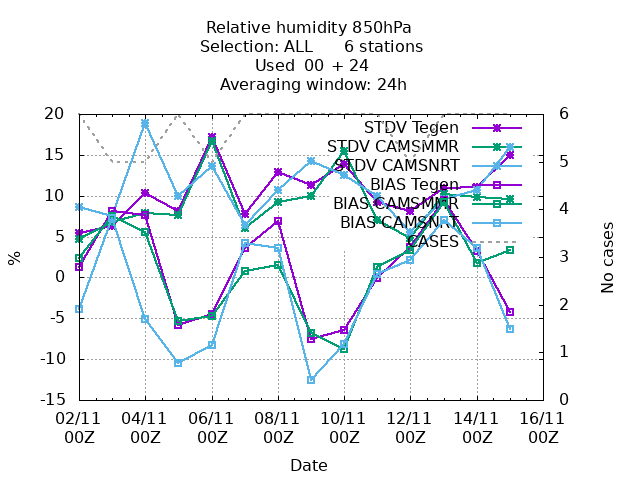 Relative humidity 850hPa
Selection: ALL 6 stations
Used 00 + 24
Averaging window: 24h
20 6
STDV Tegen
STDV CAMSMMR
STDV CAMSNRT
BIAS Tegen
BIAS CAMSMMR
BIAS CAMSNRT
CASES
15 5
10 4
5
0 3
-5 2
-10 1
-15 0
%
No cases
02/11 04/11 06/11 08/11 10/11 12/11 14/11 16/11
00Z 00Z 00Z 00Z 00Z 00Z 00Z 00Z
Date